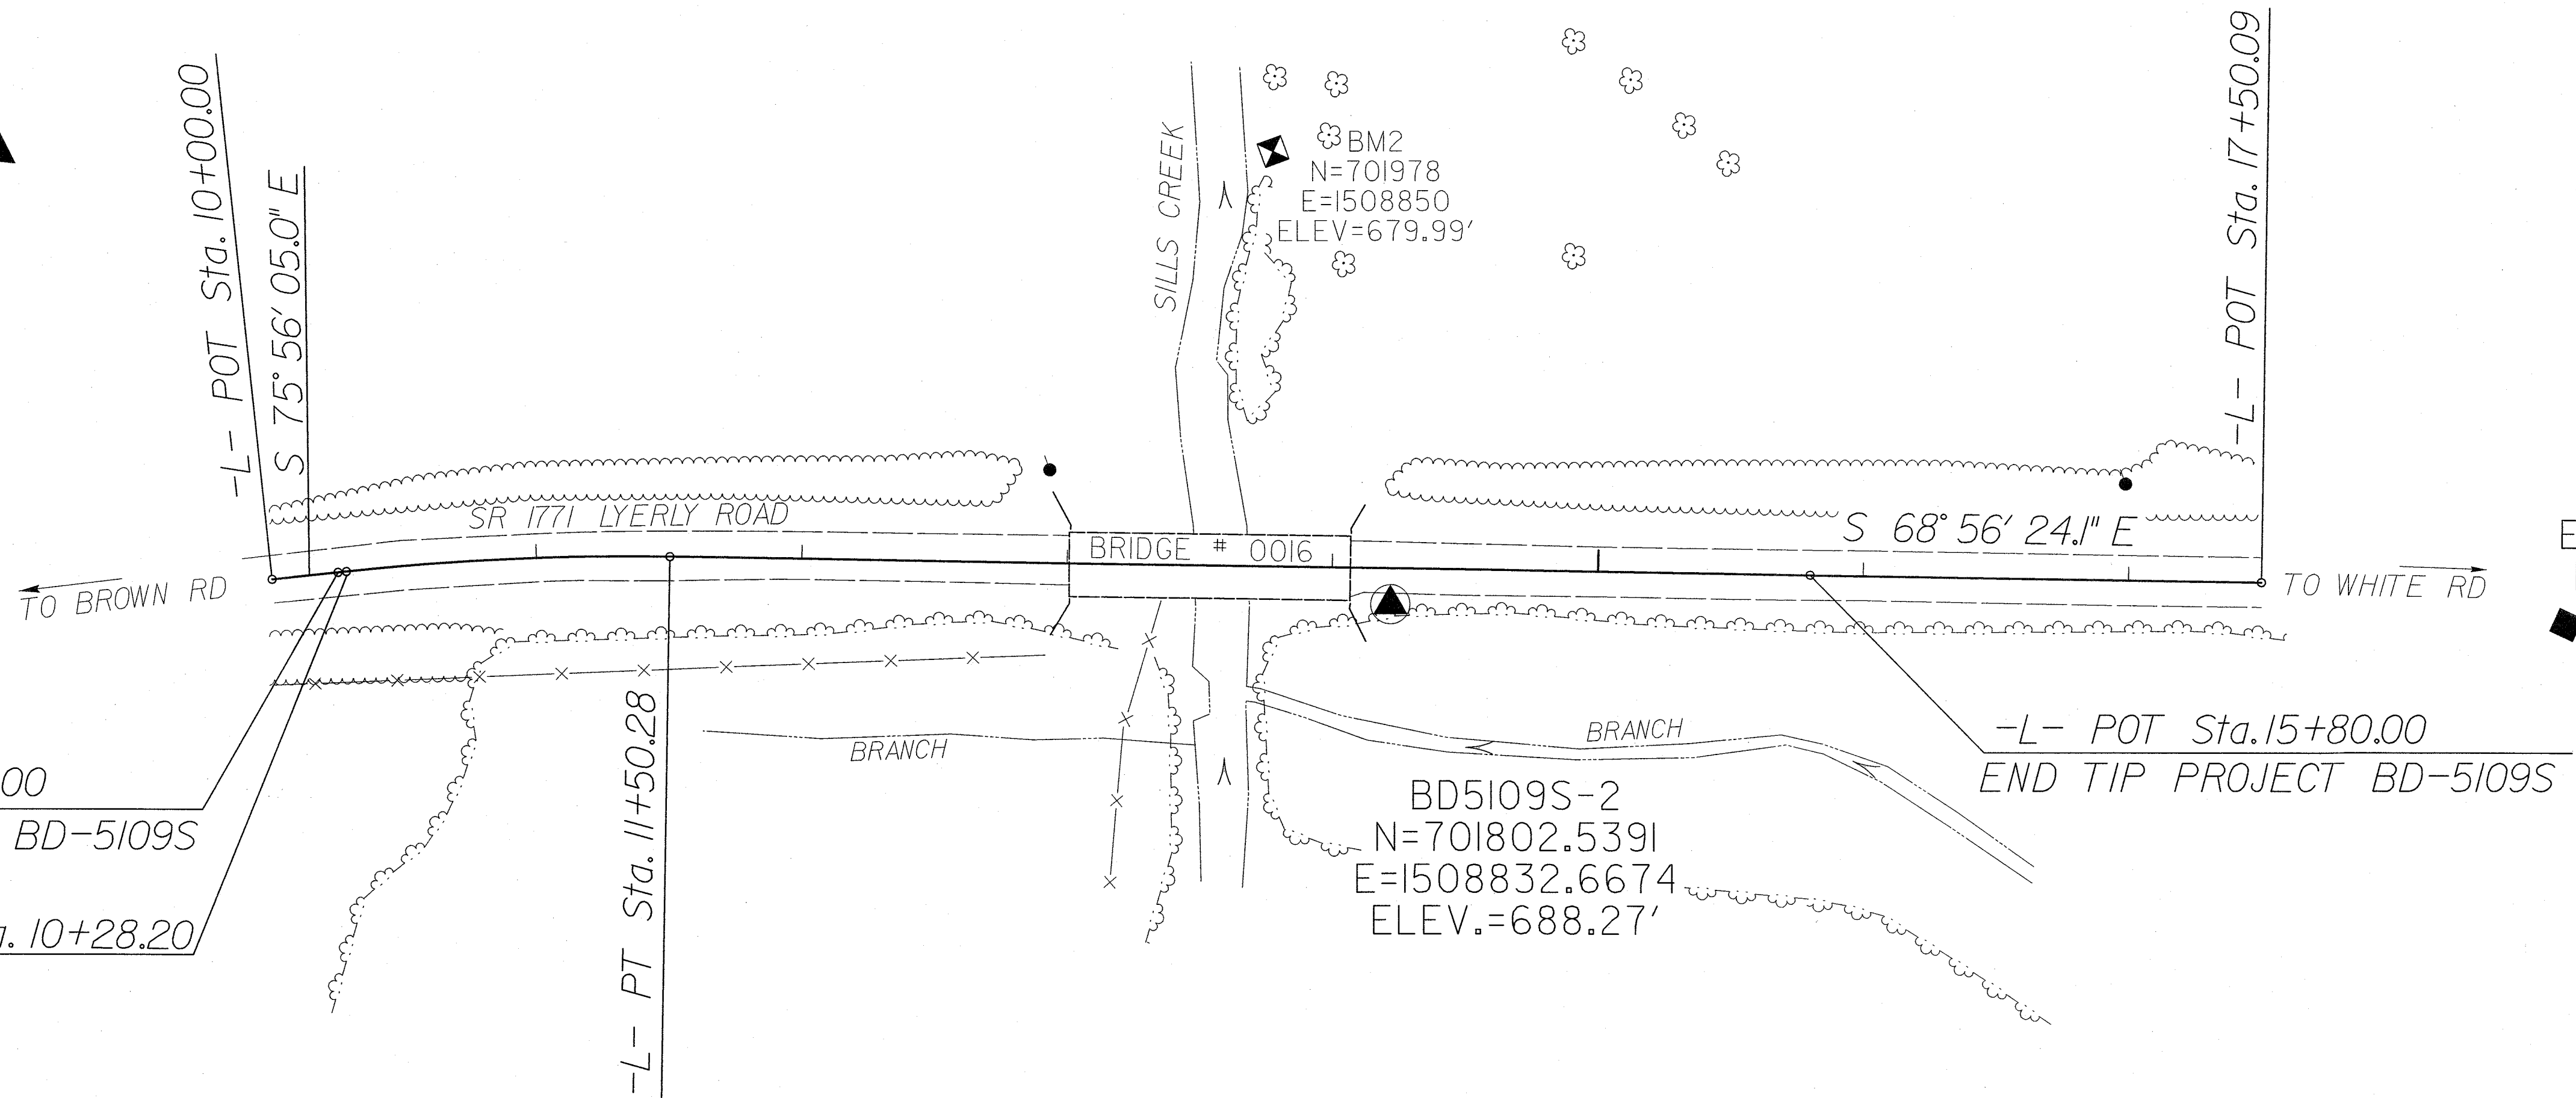 -L- POT Sta. 10+00.00
S 75° 56' 05.0" E
SILLS CREEK
BM2
N=701978
E=1508850
ELEV=679.99'
-L- POT Sta. 17+50.09
SR 1771 LYERLY ROAD
BRIDGE # 0016
S 68° 56' 24.1" E
TO BROWN RD
TO WHITE RD
E
00
BD-5109S
a. 10+28.20
-L- PT Sta. 11+50.28
BRANCH
BRANCH
BD5109S-2
N=701802.5391
E=1508832.6674
ELEV.=688.27'
-L- POT Sta. 15+80.00
END TIP PROJECT BD-5109S